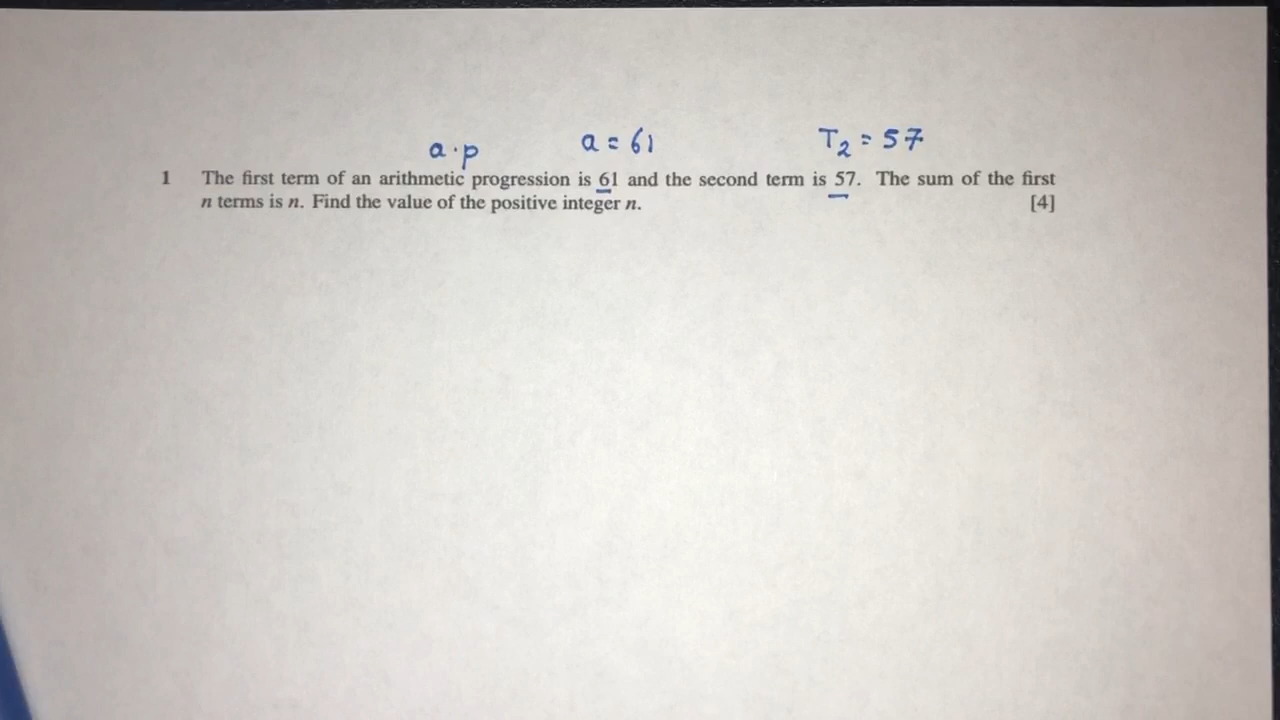 a.p a = 61 T2 = 57
1 The first term of an arithmetic progression is 61 and the second term is 57. The sum of the first
n terms is n. Find the value of the positive integer n. [4]